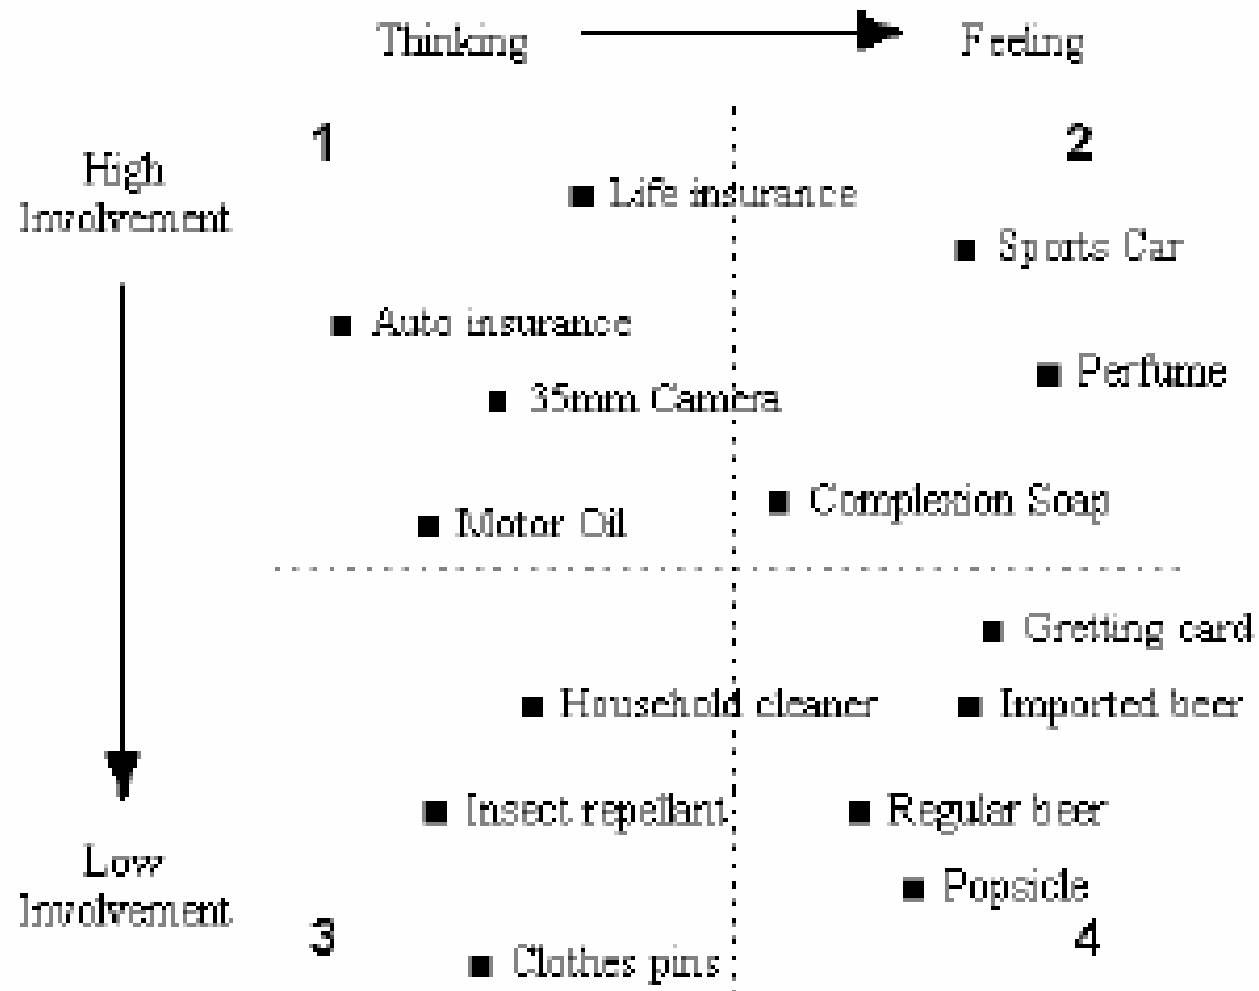 Thinking Feeling
1 2
High
Involvement
Life insurance
Sports Car
Auto insurance
Perfume
35mm Camera
Complexion Soap
Motor Oil
Gretting card
Household cleaner
Imported beer
Insect repellant
Regular beer
Low
Involvement
Popsicle
3 4
Clothes pins